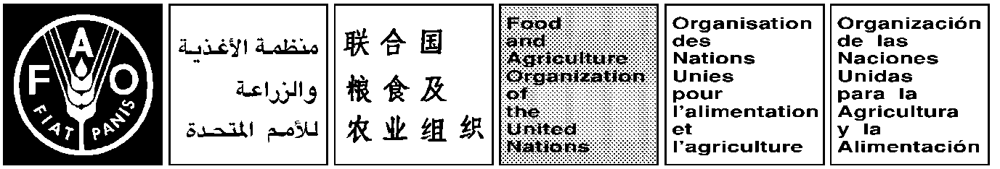 F A O
FIAT PANIS
منظمة الأغذية
والزراعة
للأمم المتحدة
联合国
粮食及
农业组织
Food
and
Agriculture
Organization
of
the
United
Nations
Organisation
des
Nations
Unies
pour
l'alimentation
et
l'agriculture
Organización
de las
Naciones
Unidas
para la
Agricultura
y la
Alimentación